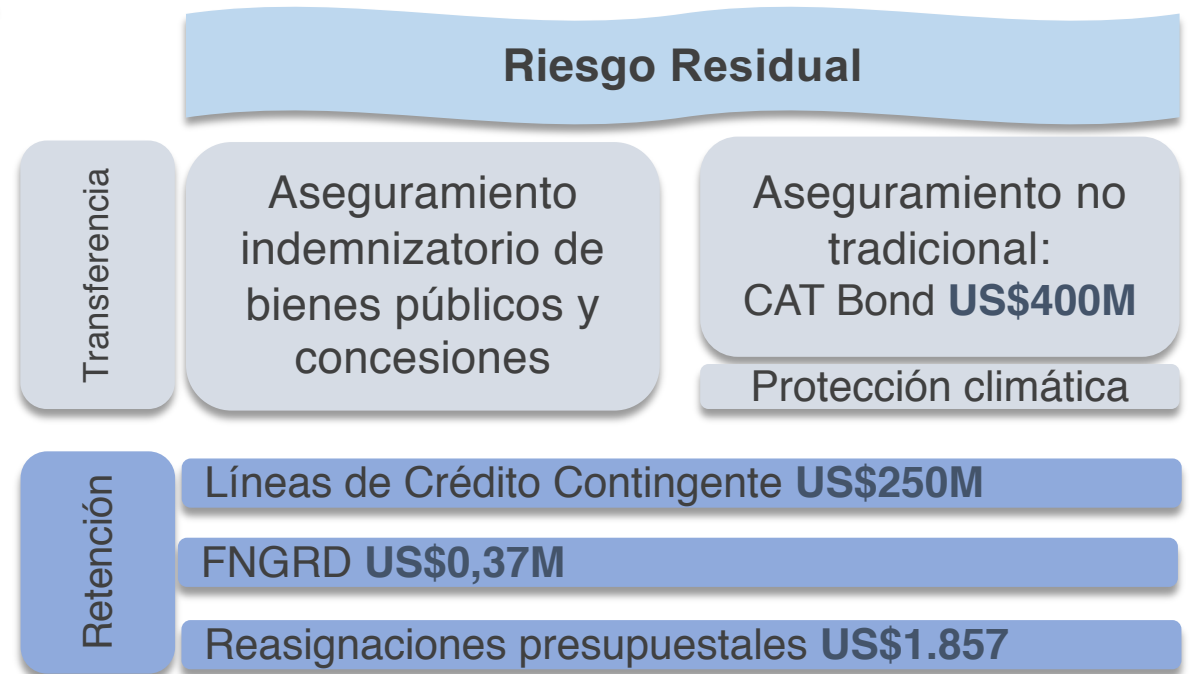 Riesgo Residual
Transferencia
Aseguramiento
indemnizatorio de
bienes públicos y
concesiones
Aseguramiento no
tradicional:
CAT Bond US$400M
Protección climática
Retención
Líneas de Crédito Contingente US$250M
FNGRD US$0,37M
Reasignaciones presupuestales US$1.857